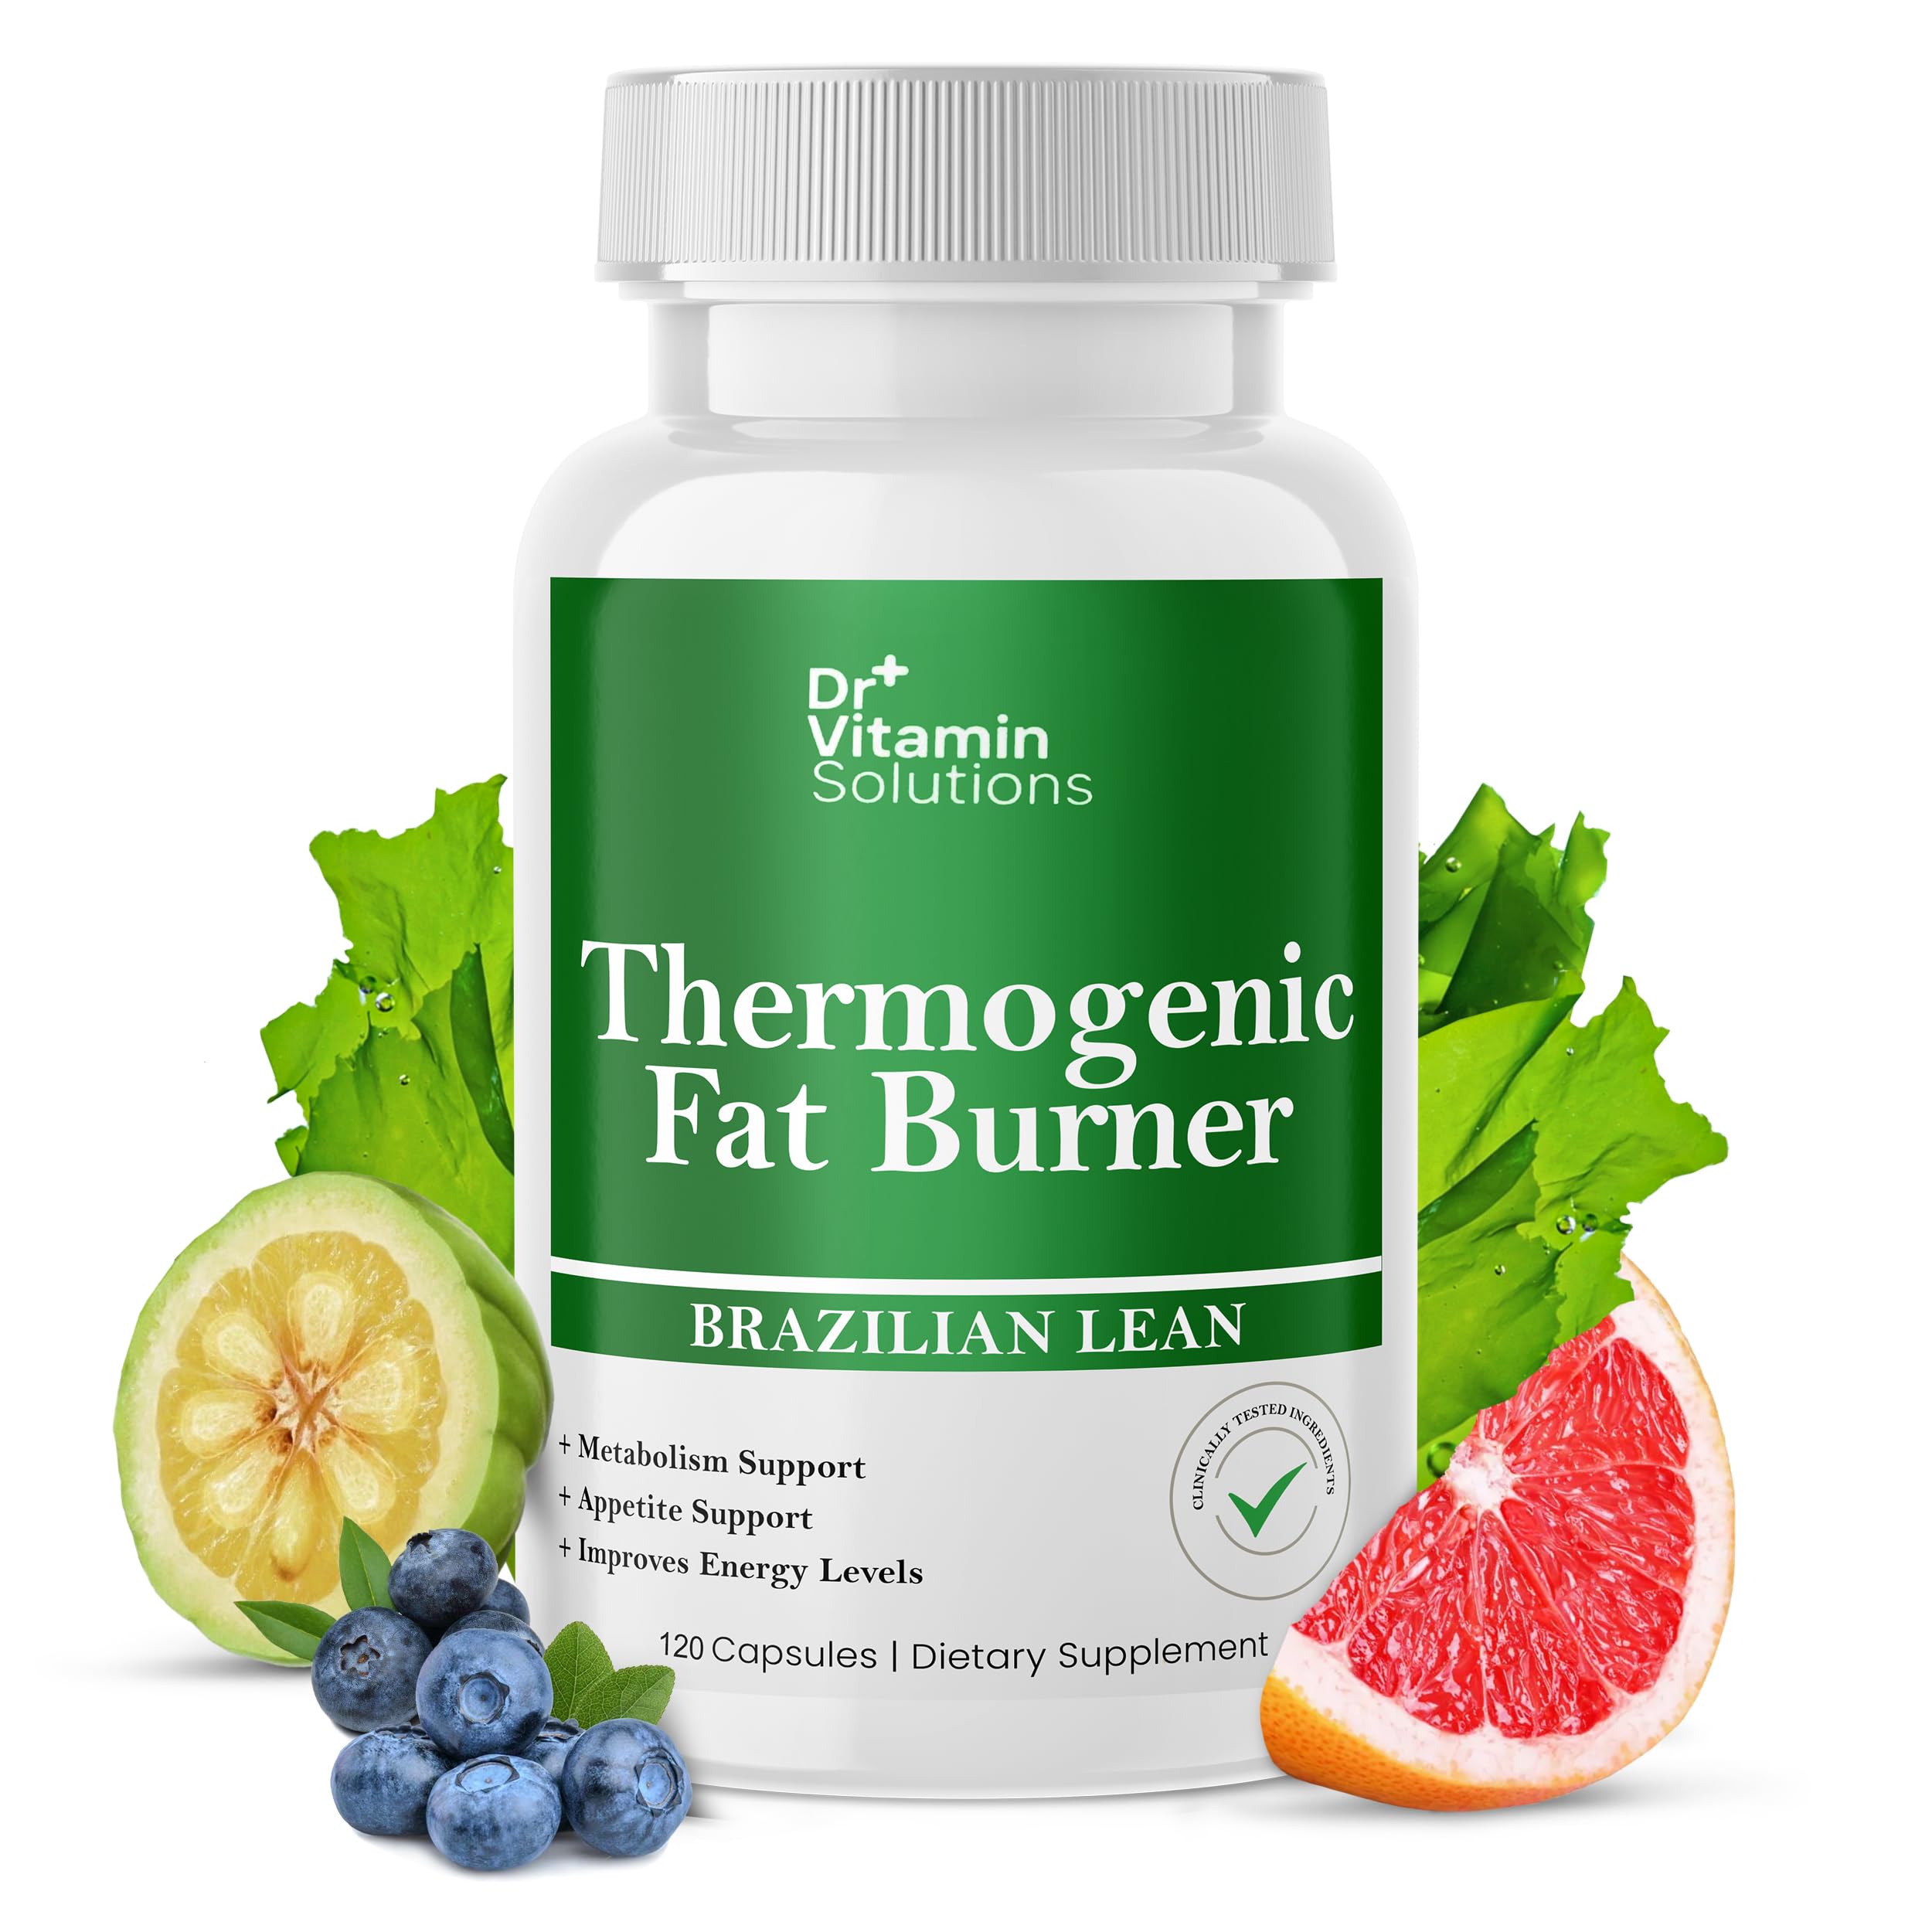 Dr+
Vitamin
Solutions
Thermogenic
Fat Burner
BRAZILIAN LEAN
+ Metabolism Support
+ Appetite Support
+ Improves Energy Levels
CLINICALLY TESTED INGREDIENTS
120 Capsules | Dietary Supplement